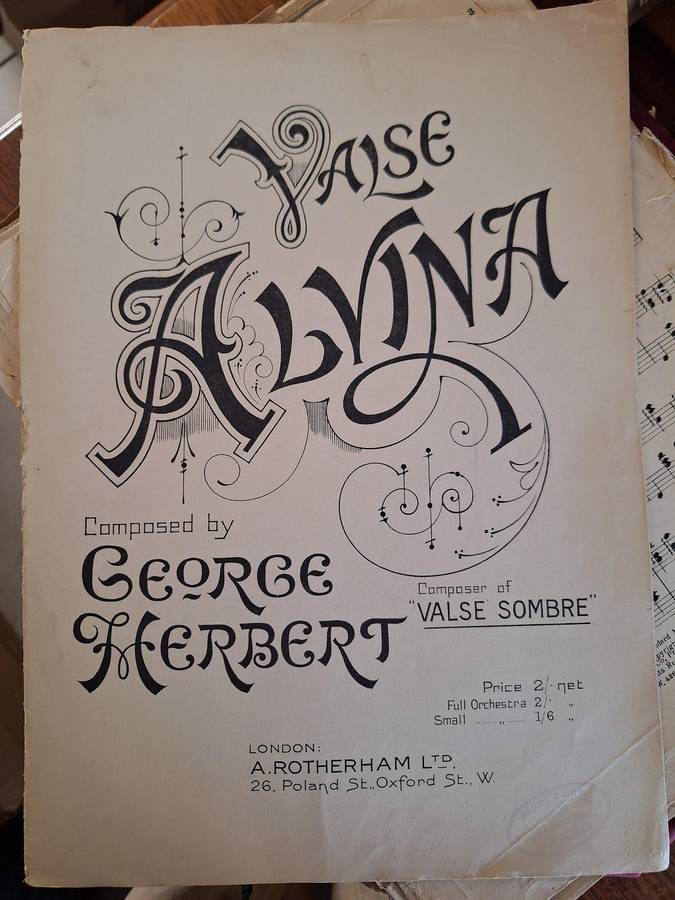 VALSE
ALVINA
Composed by
GEORGE
HERBERT
Composer of
"VALSE SOMBRE"
Price 2/- net
Full Orchestra 2/- "
Small ...... " ...... 1/6 "
LONDON:
A. ROTHERHAM LTD,
26, Poland St., Oxford St., W.